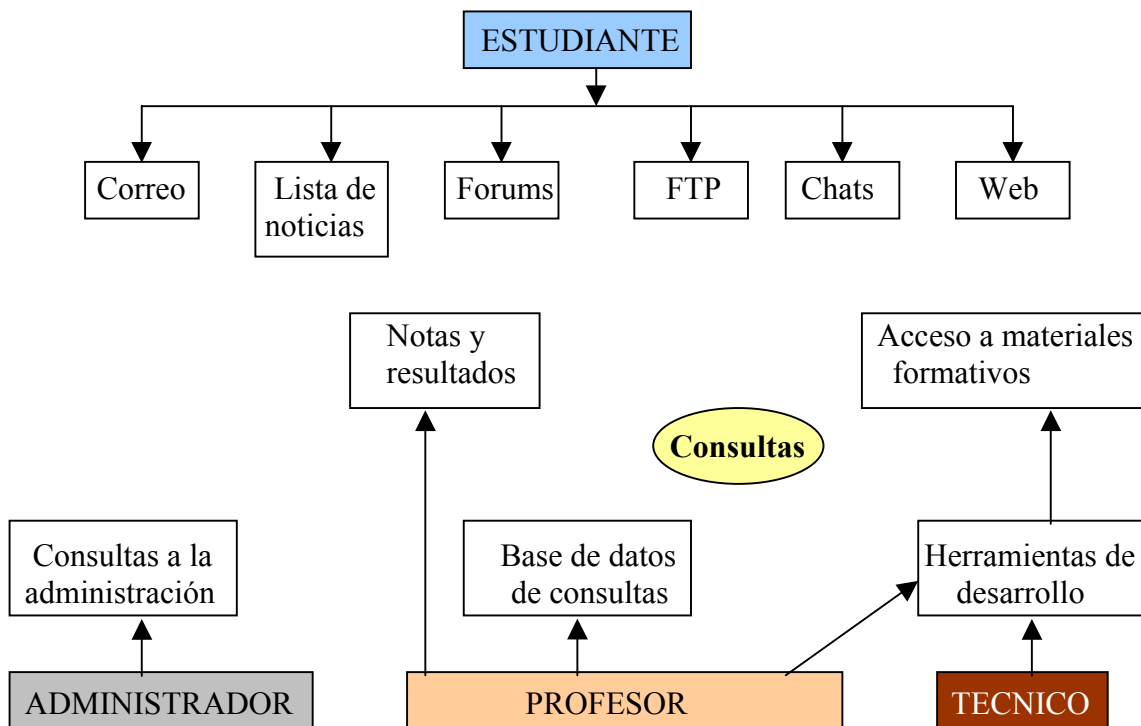 ESTUDIANTE
Correo
Lista de
noticias
Forums
FTP
Chats
Web
Notas y
resultados
Acceso a materiales
formativos
Consultas
Consultas a la
administración
Base de datos
de consultas
Herramientas de
desarrollo
ADMINISTRADOR
PROFESOR
TECNICO